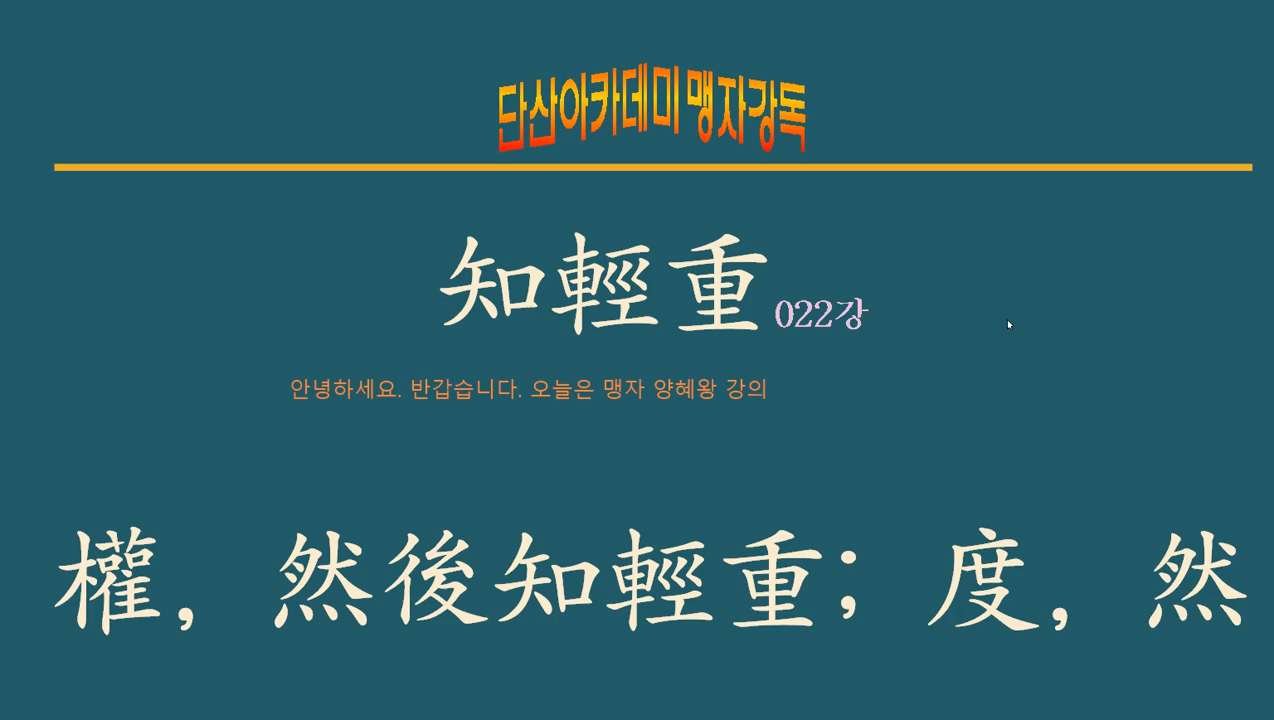 단산아카데미 맹자강독
知輕重 022강
안녕하세요. 반갑습니다. 오늘은 맹자 양혜왕 강의
權, 然後知輕重; 度, 然